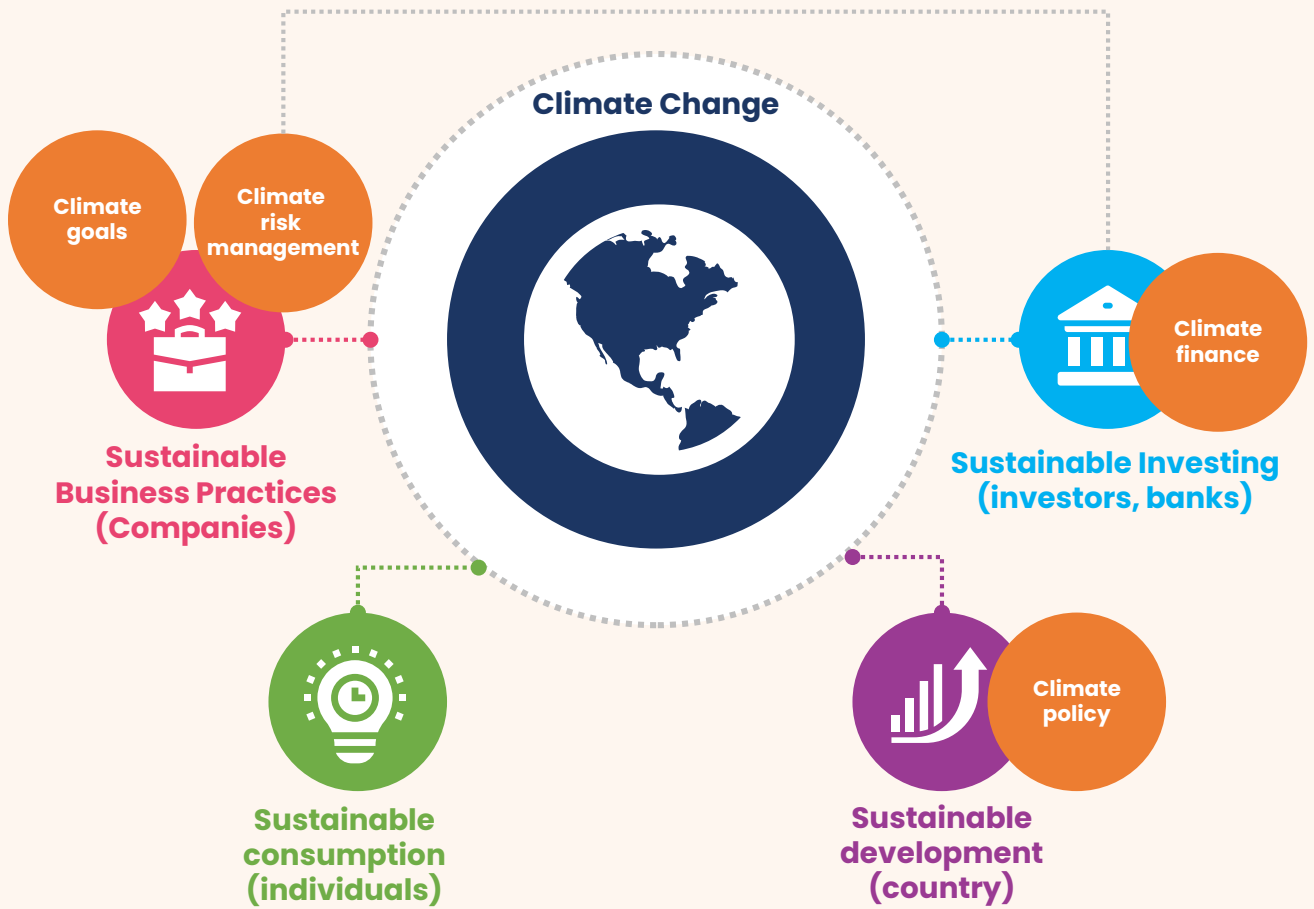 Climate Change
Climate
goals
Climate
risk
management
Climate
finance
Sustainable
Business Practices
(Companies)
Sustainable Investing
(investors, banks)
Climate
policy
Sustainable
consumption
(individuals)
Sustainable
development
(country)